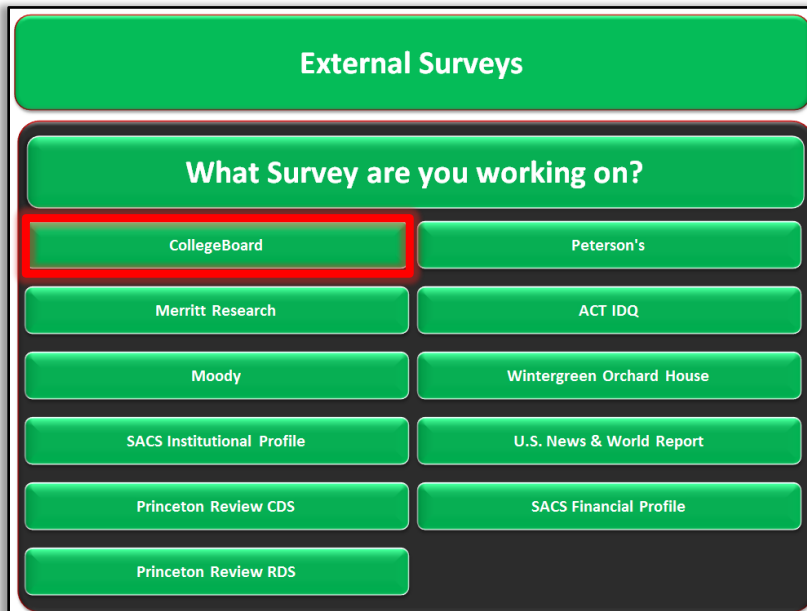 External Surveys
What Survey are you working on?
CollegeBoard
Peterson's
Merritt Research
ACT IDQ
Moody
Wintergreen Orchard House
SACS Institutional Profile
U.S. News & World Report
Princeton Review CDS
SACS Financial Profile
Princeton Review RDS